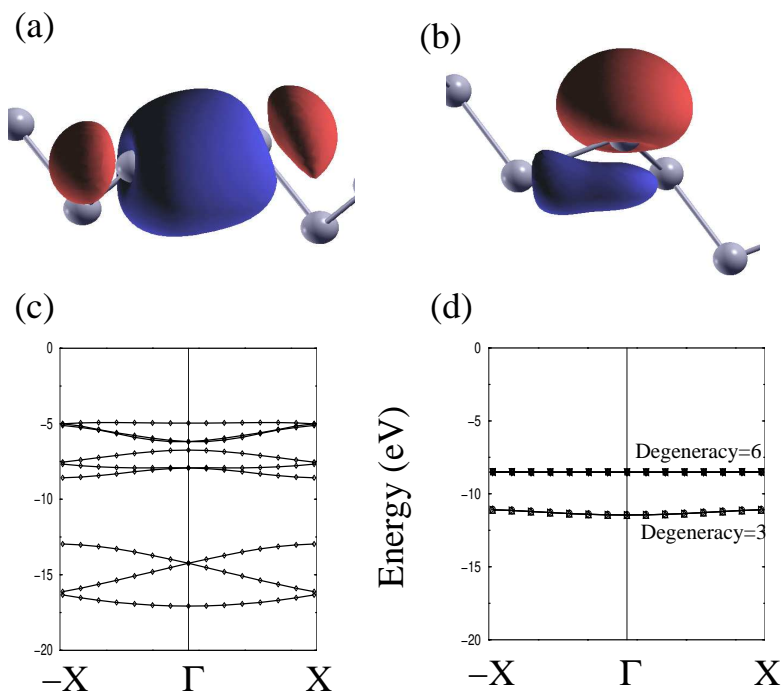 (a)
(b)
(c)
(d)
0
−5
−10
−15
−20
−X
Γ
X
Energy (eV)
0
−5
−10
−15
−20
Degeneracy=6
Degeneracy=3
−X
Γ
X